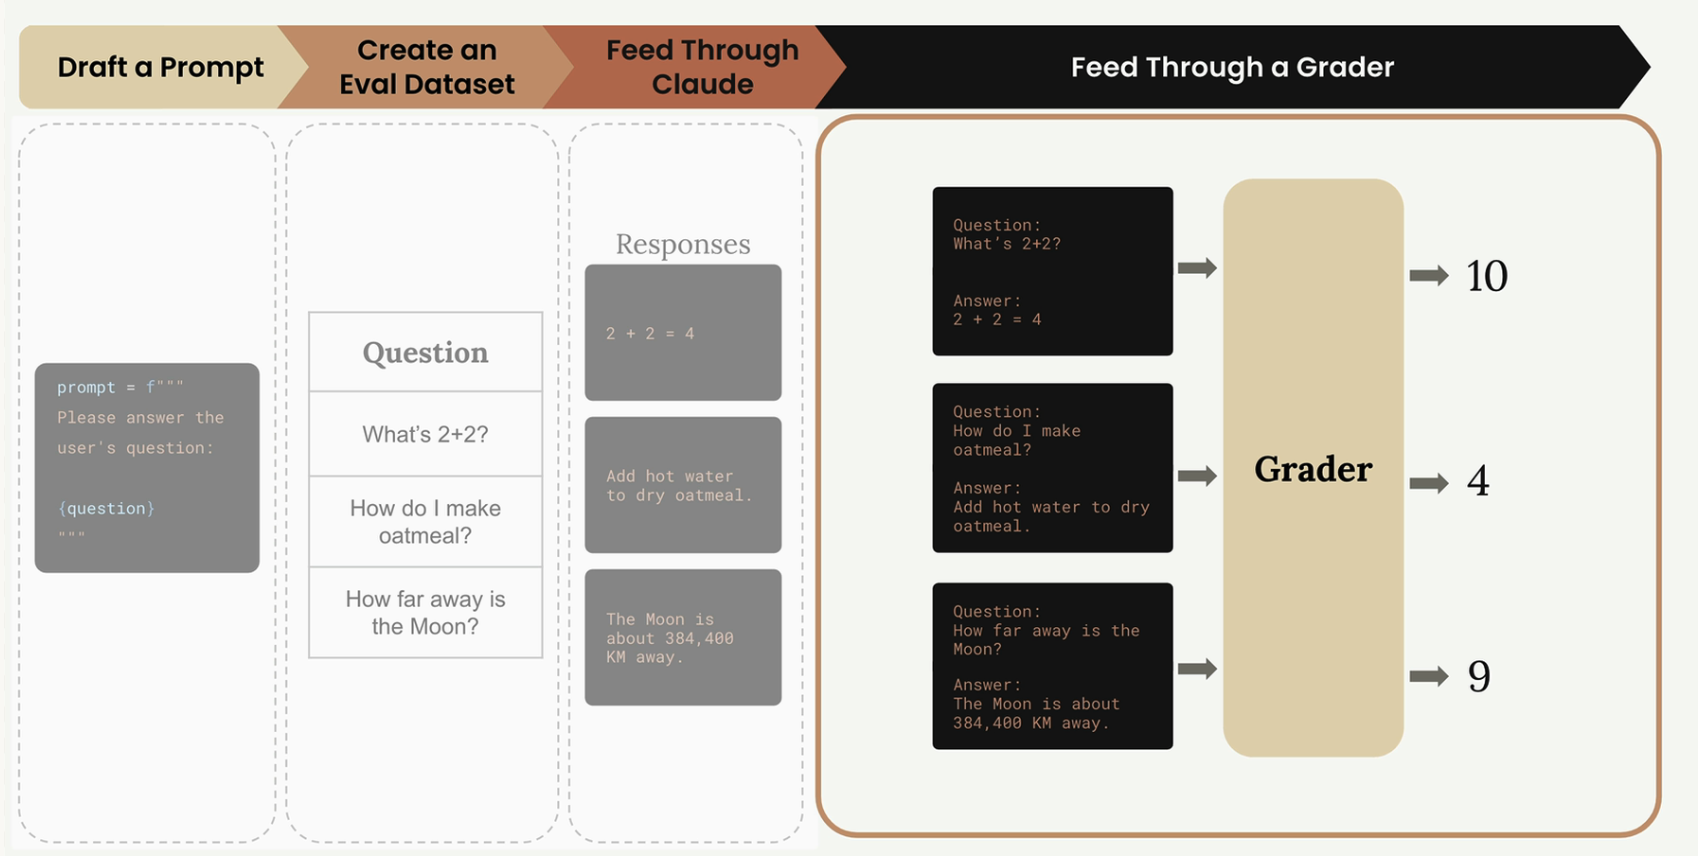 Draft a Prompt
Create an
Eval Dataset
Feed Through
Claude
Feed Through a Grader
prompt = f"""
Please answer the
user's question:
{question}
"""
Question
What’s 2+2?
How do I make
oatmeal?
How far away is
the Moon?
Responses
2 + 2 = 4
Add hot water
to dry oatmeal.
The Moon is
about 384,400
KM away.
Question:
What's 2+2?
Answer:
2 + 2 = 4
Question:
How do I make
oatmeal?
Answer:
Add hot water to dry
oatmeal.
Question:
How far away is the
Moon?
Answer:
The Moon is about
384,400 KM away.
Grader
10
4
9